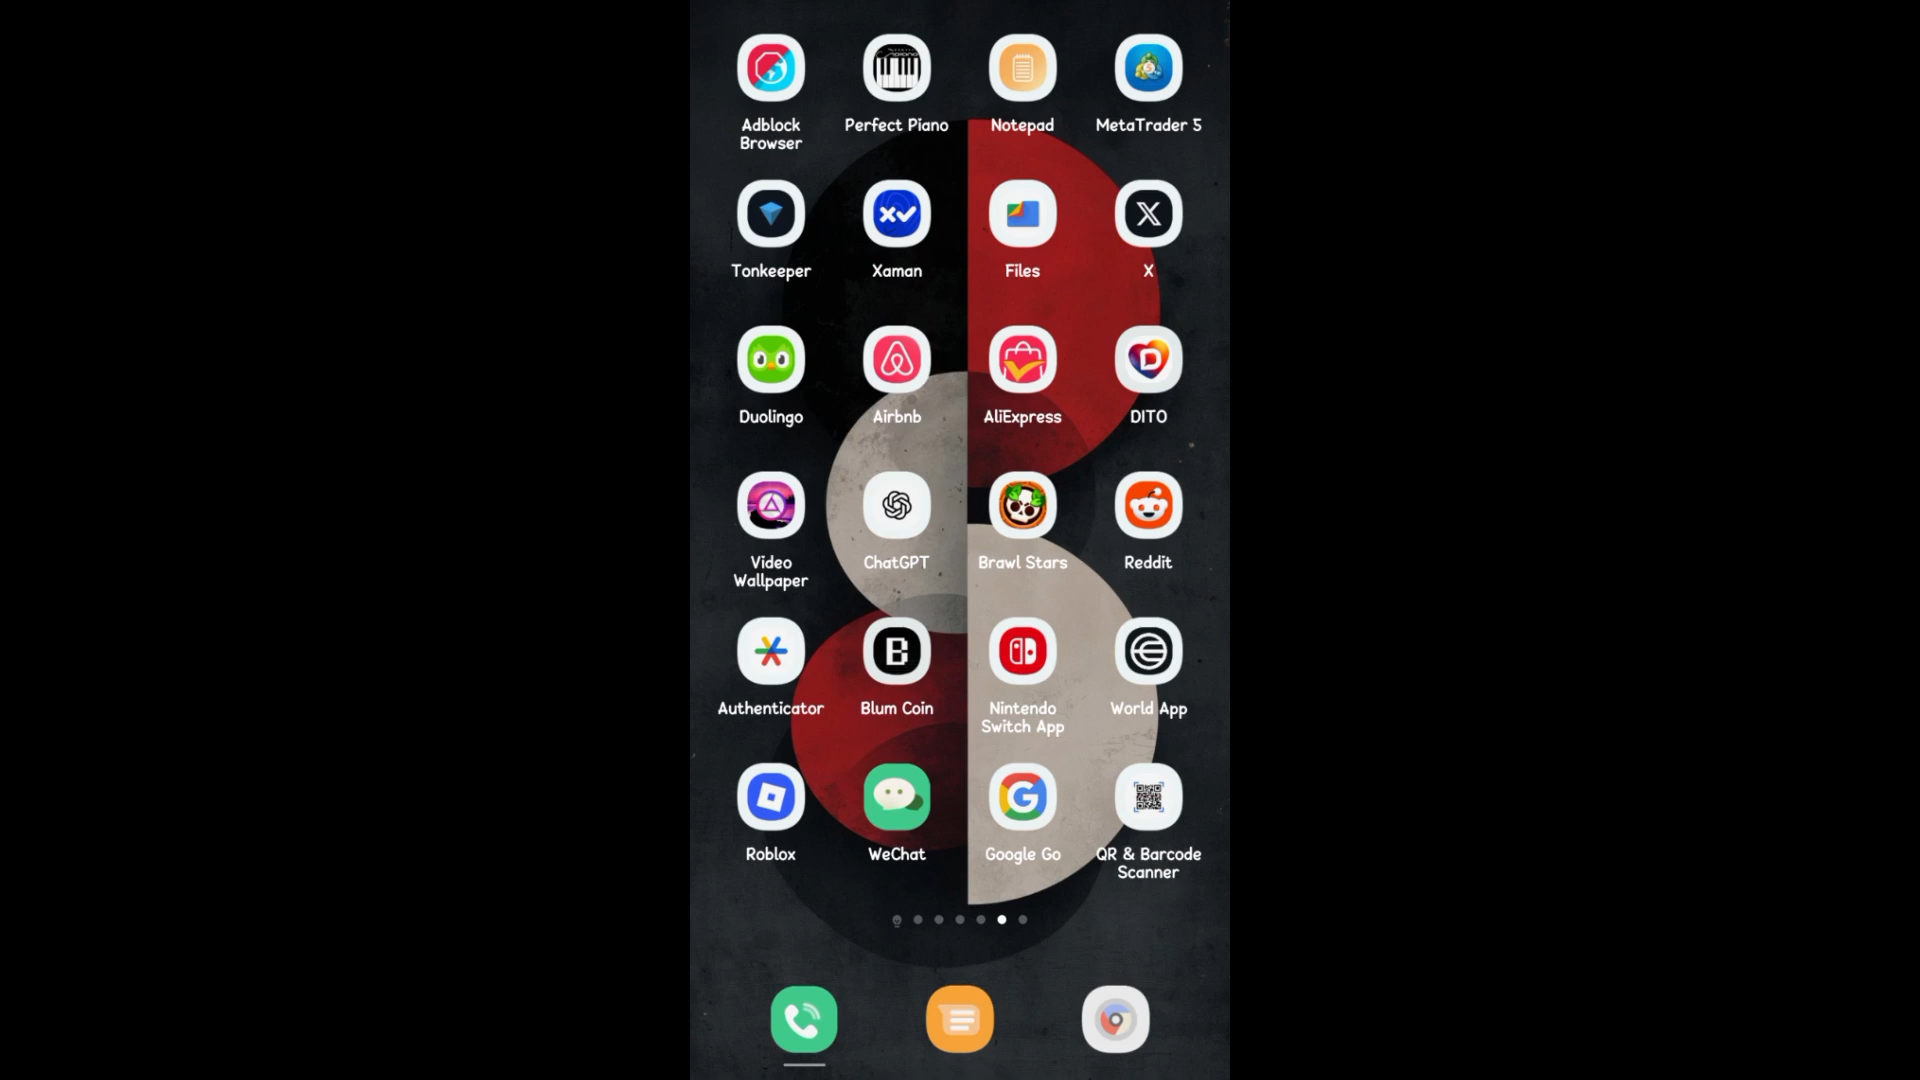 Adblock
Browser
Perfect Piano
Notepad
MetaTrader 5
Tonkeeper
Xaman
Files
X
Duolingo
Airbnb
AliExpress
DITO
Video
Wallpaper
ChatGPT
Brawl Stars
Reddit
Authenticator
Blum Coin
Nintendo
Switch App
World App
Roblox
WeChat
Google Go
QR & Barcode
Scanner